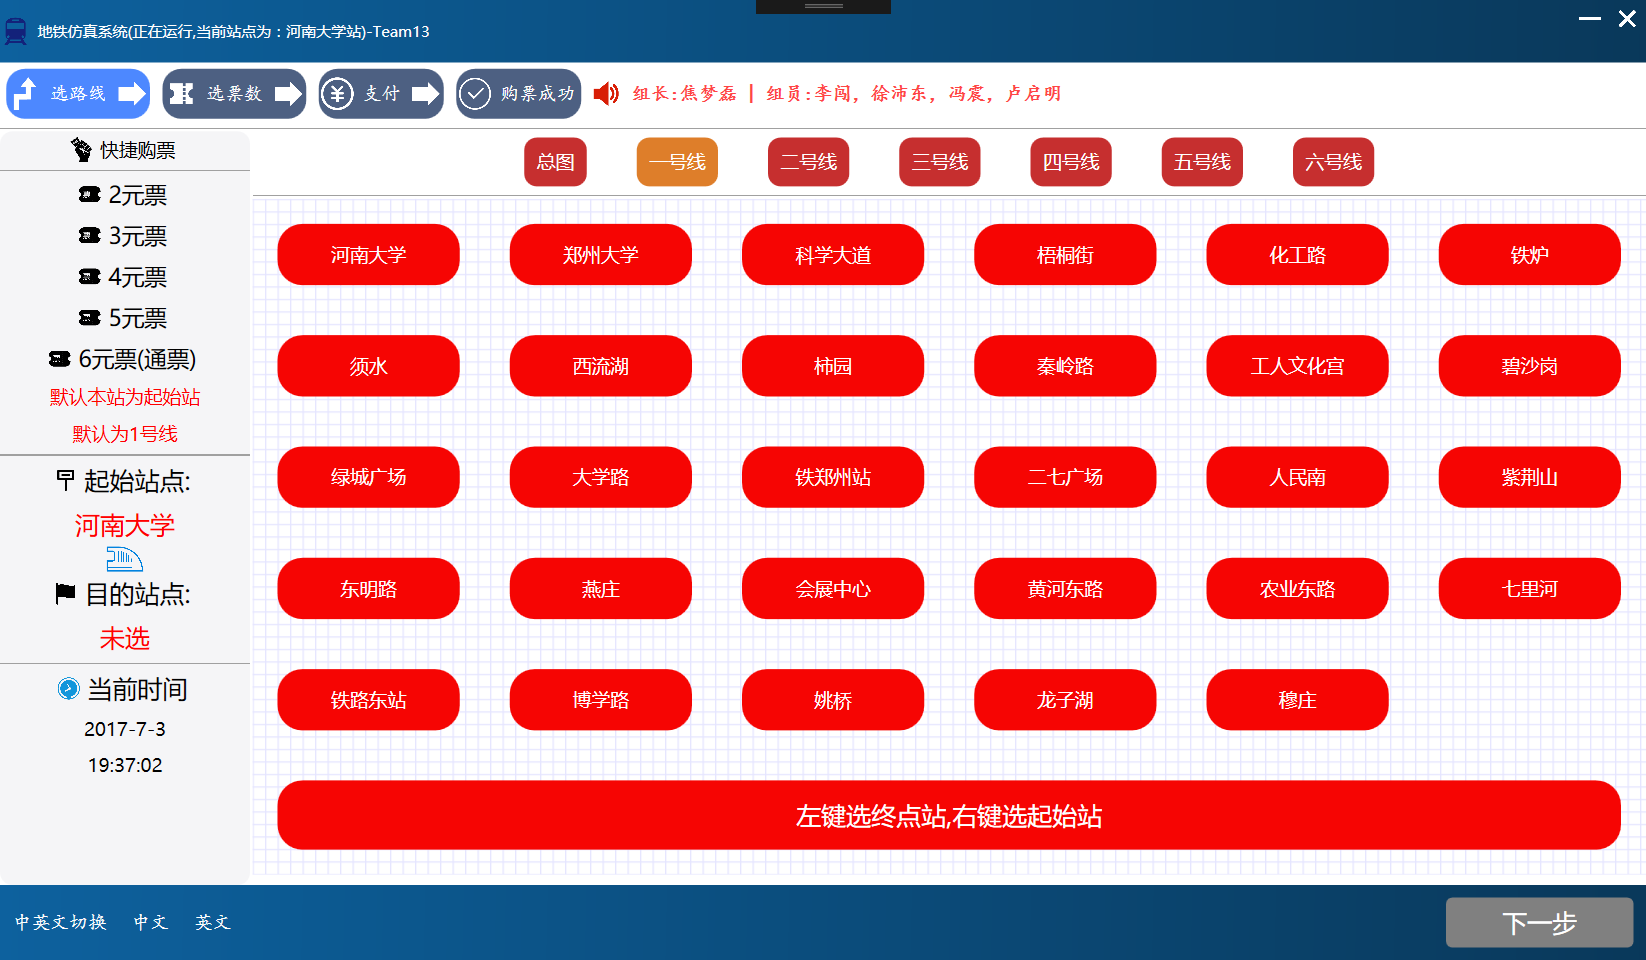 地铁仿真系统(正在运行,当前站点为：河南大学站)-Team13
选路线 选票数 支付 购票成功 组长:焦梦磊 | 组员:李闯，徐沛东，冯震，卢启明
快捷购票
2元票
3元票
4元票
5元票
6元票(通票)
默认本站为起始站
默认为1号线
起始站点:
河南大学
目的站点:
未选
当前时间
2017-7-3
19:37:02
总图 一号线 二号线 三号线 四号线 五号线 六号线
河南大学 郑州大学 科学大道 梧桐街 化工路 铁炉
须水 西流湖 柿园 秦岭路 工人文化宫 碧沙岗
绿城广场 大学路 铁郑州站 二七广场 人民南 紫荆山
东明路 燕庄 会展中心 黄河东路 农业东路 七里河
铁路东站 博学路 姚桥 龙子湖 穆庄
左键选终点站,右键选起始站
中英文切换 中文 英文
下一步